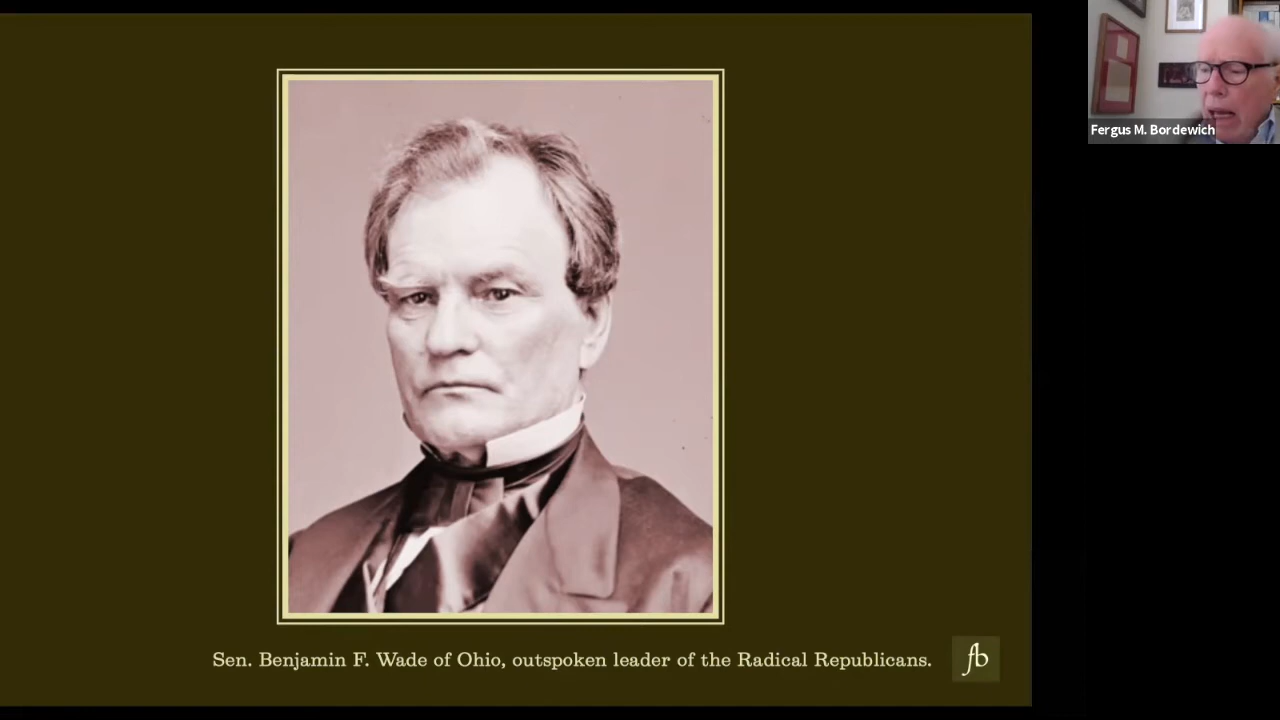 Fergus M. Bordewich
Sen. Benjamin F. Wade of Ohio, outspoken leader of the Radical Republicans.
fb